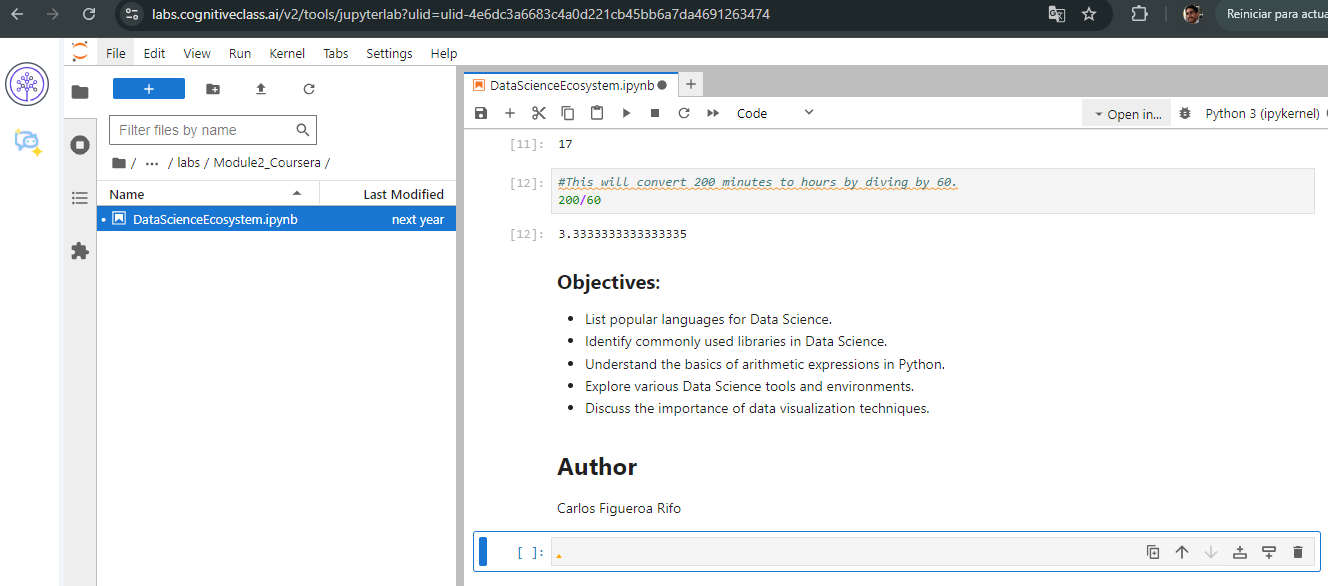 labs.cognitiveclass.ai/v2/tools/jupyterlab?ulid=ulid-4e6dc3a6683c4a0d221cb45bb6a7da4691263474
Reiniciar para actua
File Edit View Run Kernel Tabs Settings Help
DataScienceEcosystem.ipynb
Filter files by name
Code
Open in...
Python 3 (ipykernel)
/ ... / labs / Module2_Coursera /
Name Last Modified
DataScienceEcosystem.ipynb next year
[11]: 17
[12]: #This will convert 200 minutes to hours by diving by 60.
200/60
[12]: 3.3333333333333335
Objectives:
• List popular languages for Data Science.
• Identify commonly used libraries in Data Science.
• Understand the basics of arithmetic expressions in Python.
• Explore various Data Science tools and environments.
• Discuss the importance of data visualization techniques.
Author
Carlos Figueroa Rifo
[ ]: